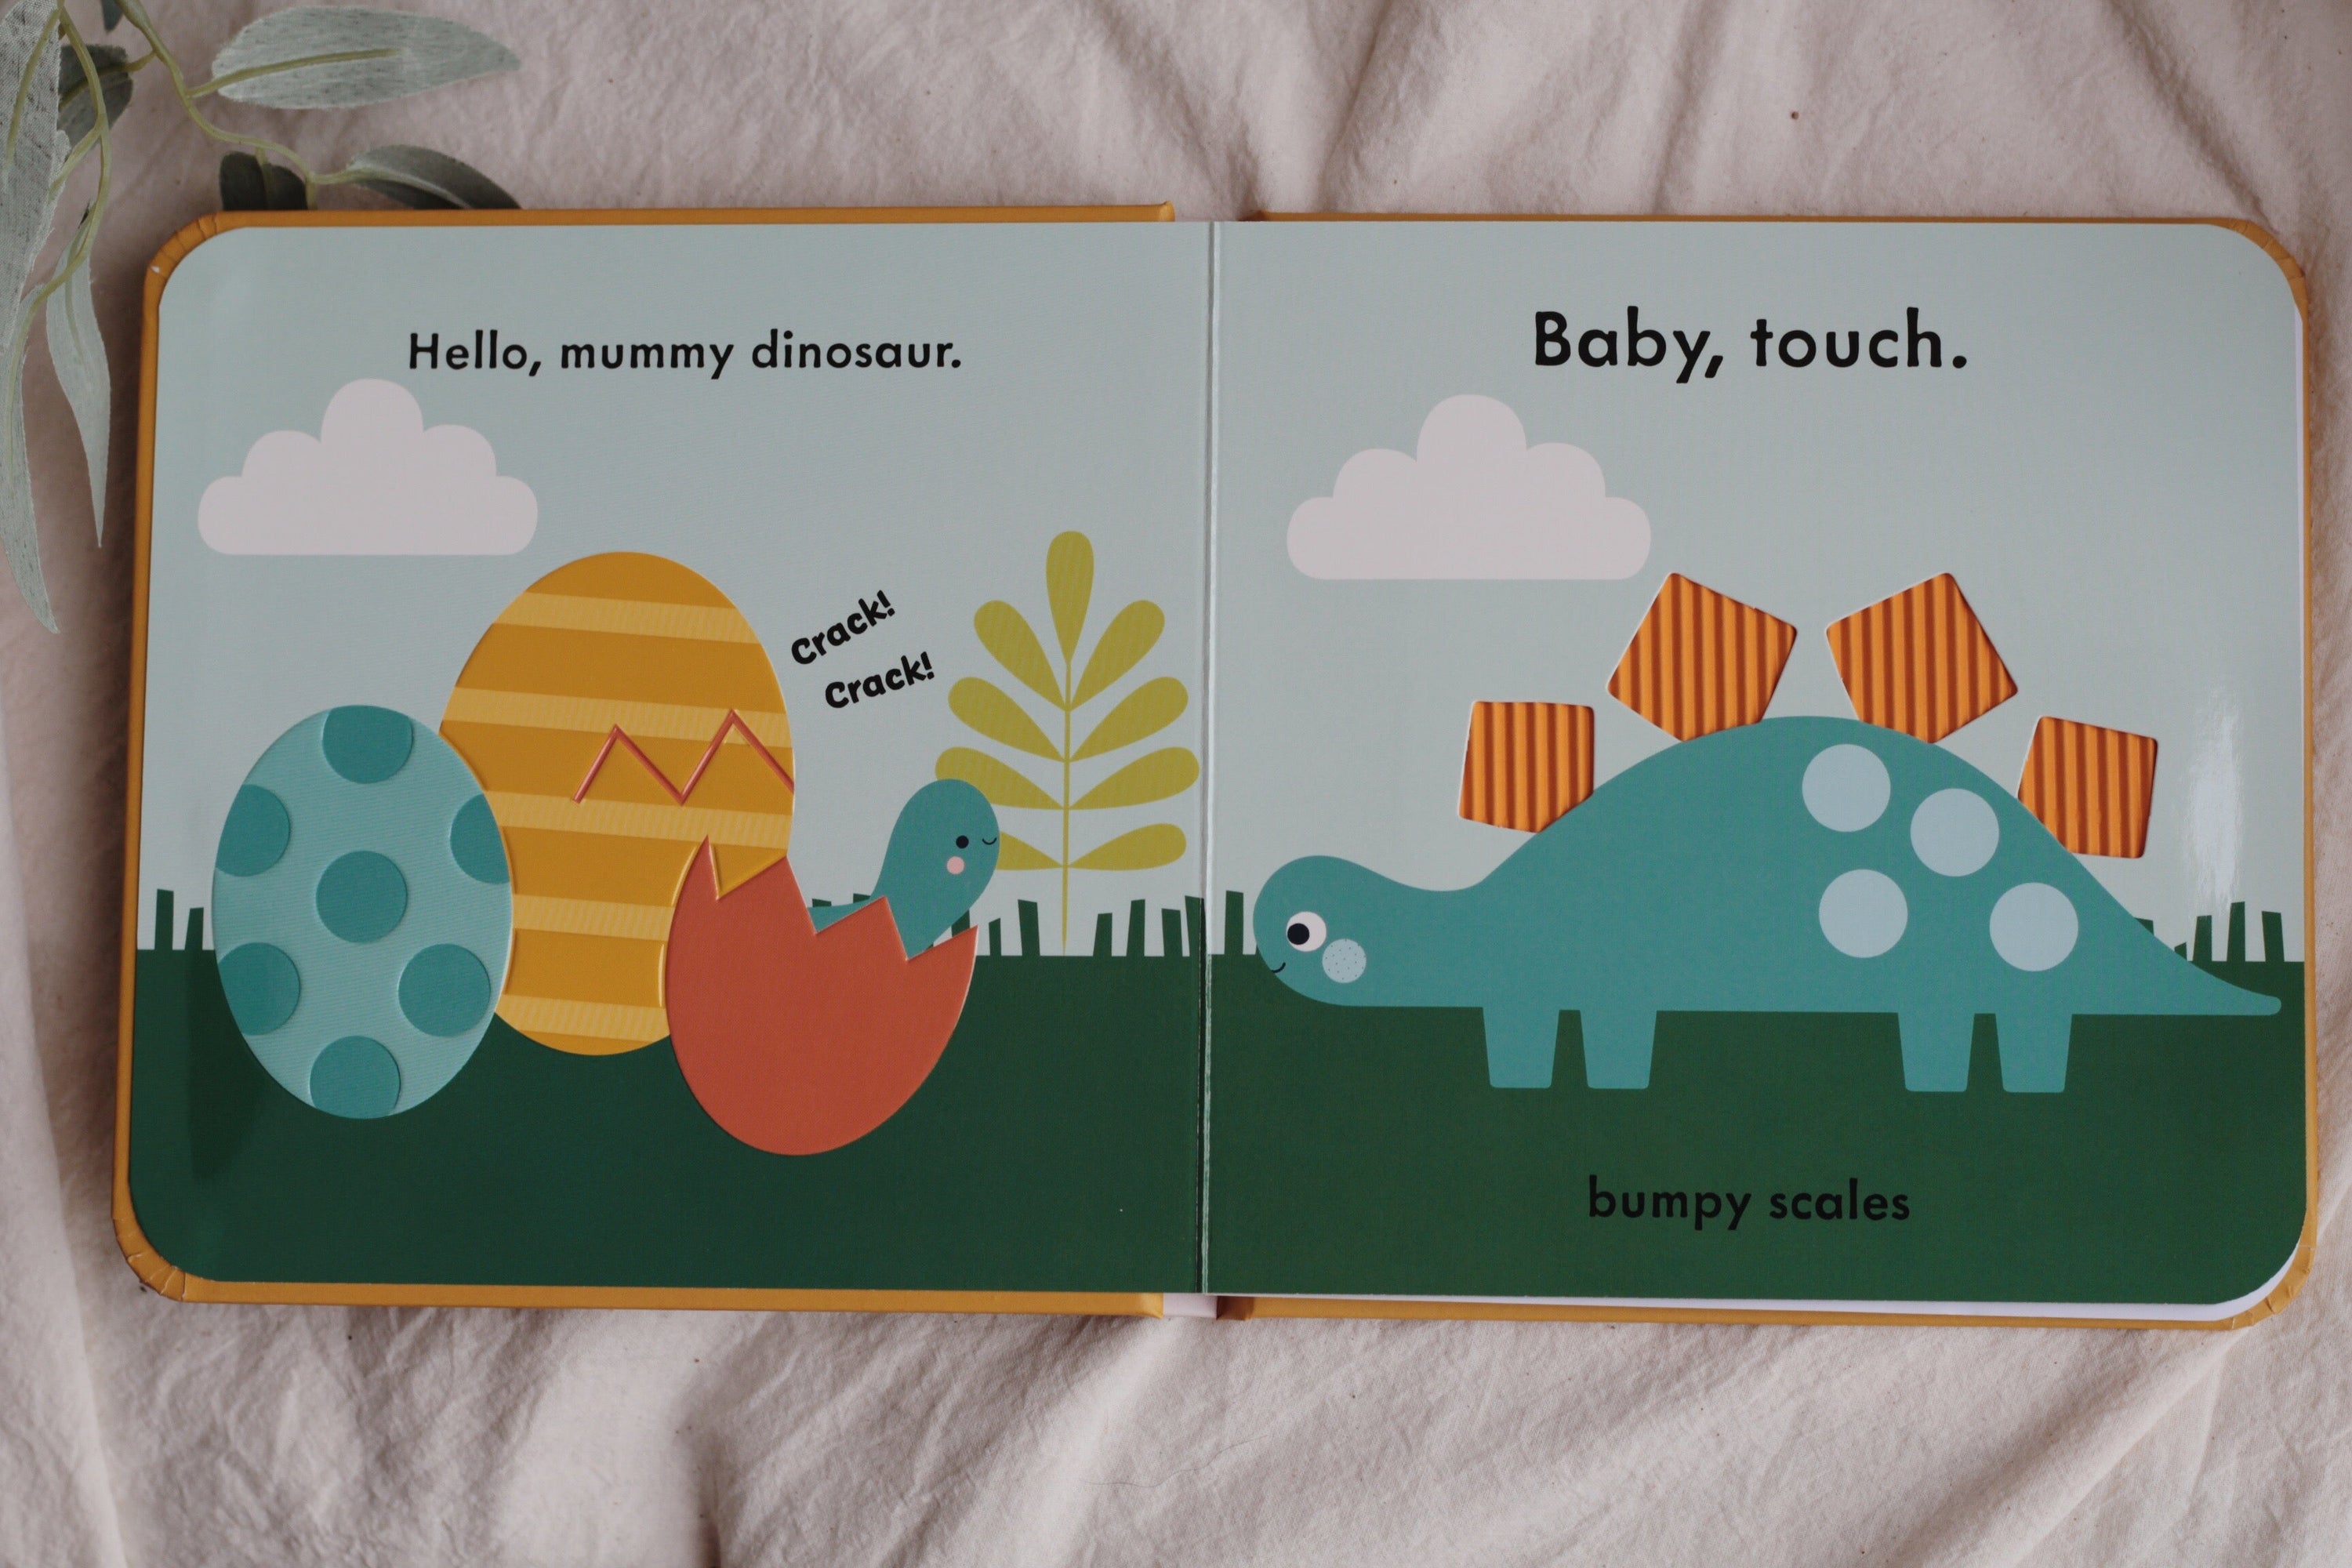 Hello, mummy dinosaur.
Crack!
Crack!
Baby, touch.
bumpy scales